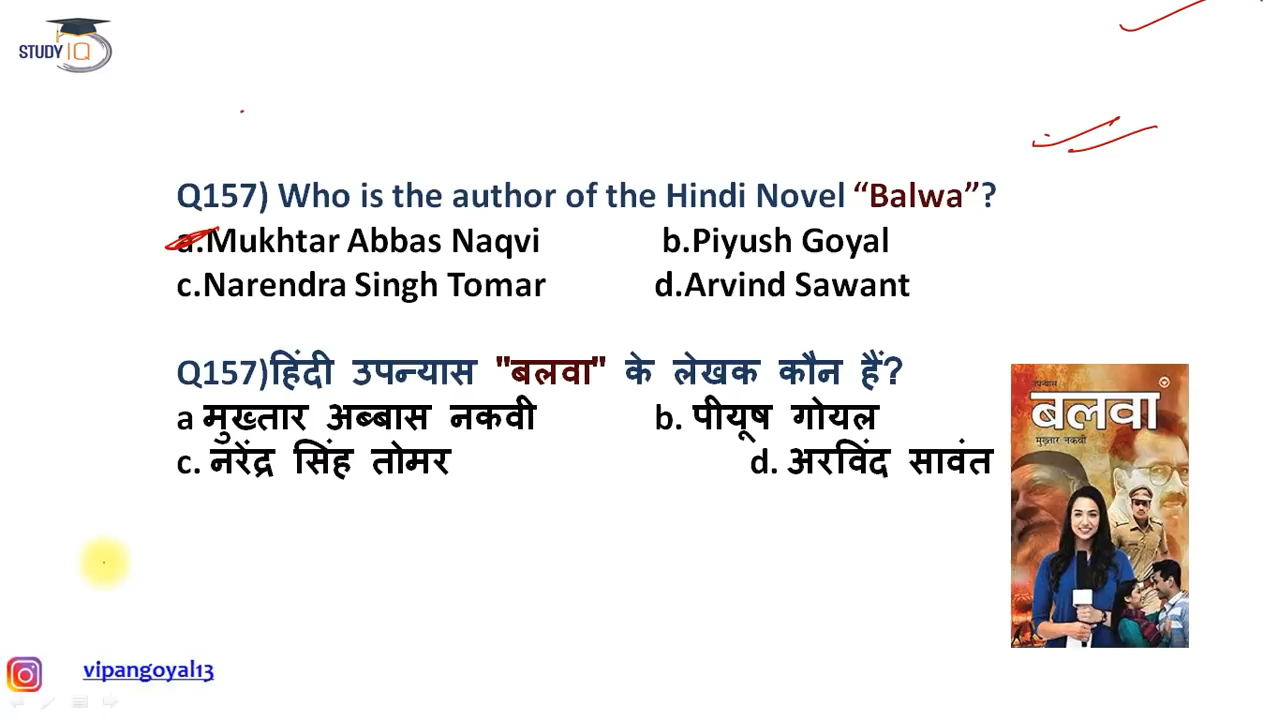 STUDY IQ
Q157) Who is the author of the Hindi Novel “Balwa”?
a.Mukhtar Abbas Naqvi b.Piyush Goyal
c.Narendra Singh Tomar d.Arvind Sawant
Q157)हिंदी उपन्यास "बलवा" के लेखक कौन हैं?
a मुख्तार अब्बास नकवी b. पीयूष गोयल
c. नरेंद्र सिंह तोमर d. अरविंद सावंत
उपन्यास
बलवा
मुख्तार नकवी
vipangoyal13